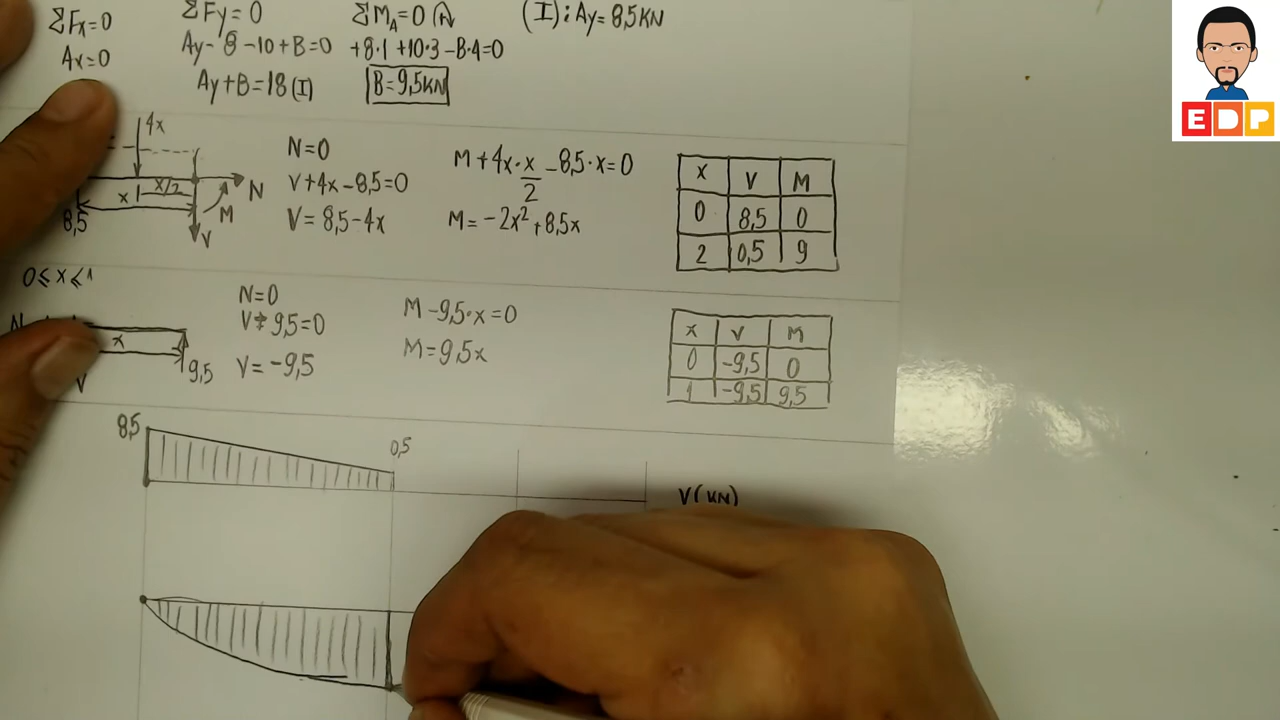 ΣFx=0
Ax=0
ΣFy=0
Ay-8-10+B=0
Ay+B=18(I)
ΣM_A=0
+8·1+10·3-B·4=0
B=9,5KN
(I): Ay=8,5KN
4x
x
x/2
N
M
V
8,5
N=0
V+4x-8,5=0
V=8,5-4x
M+4x·x/2-8,5·x=0
M=-2x²+8,5x
x V M
0 8,5 0
2 0,5 9
0≤x≤1
N
x
9,5
V
N=0
V+9,5=0
V=-9,5
M-9,5·x=0
M=9,5x
x V M
0 -9,5 0
1 -9,5 9,5
8,5
0,5
V(KN)
EDP